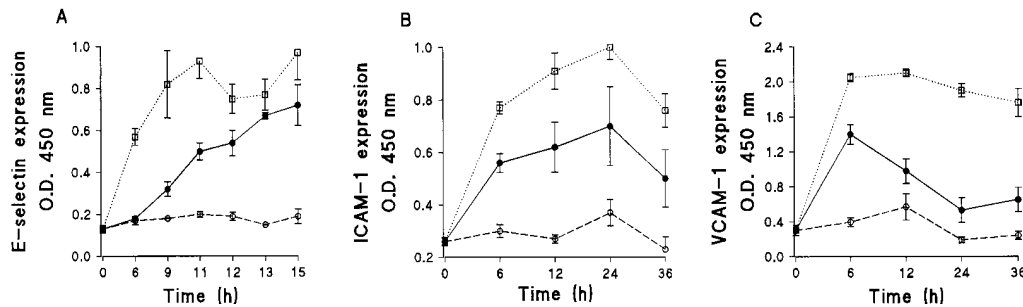 A
E-selectin expression
O.D. 450 nm
1.0
0.8
0.6
0.4
0.2
0.0
0 6 9 11 12 13 15
Time (h)
B
ICAM-1 expression
O.D. 450 nm
1.0
0.8
0.6
0.4
0.2
0 6 12 24 36
Time (h)
C
VCAM-1 expression
O.D. 450 nm
2.4
2.0
1.6
1.2
0.8
0.4
0.0
0 6 12 24 36
Time (h)